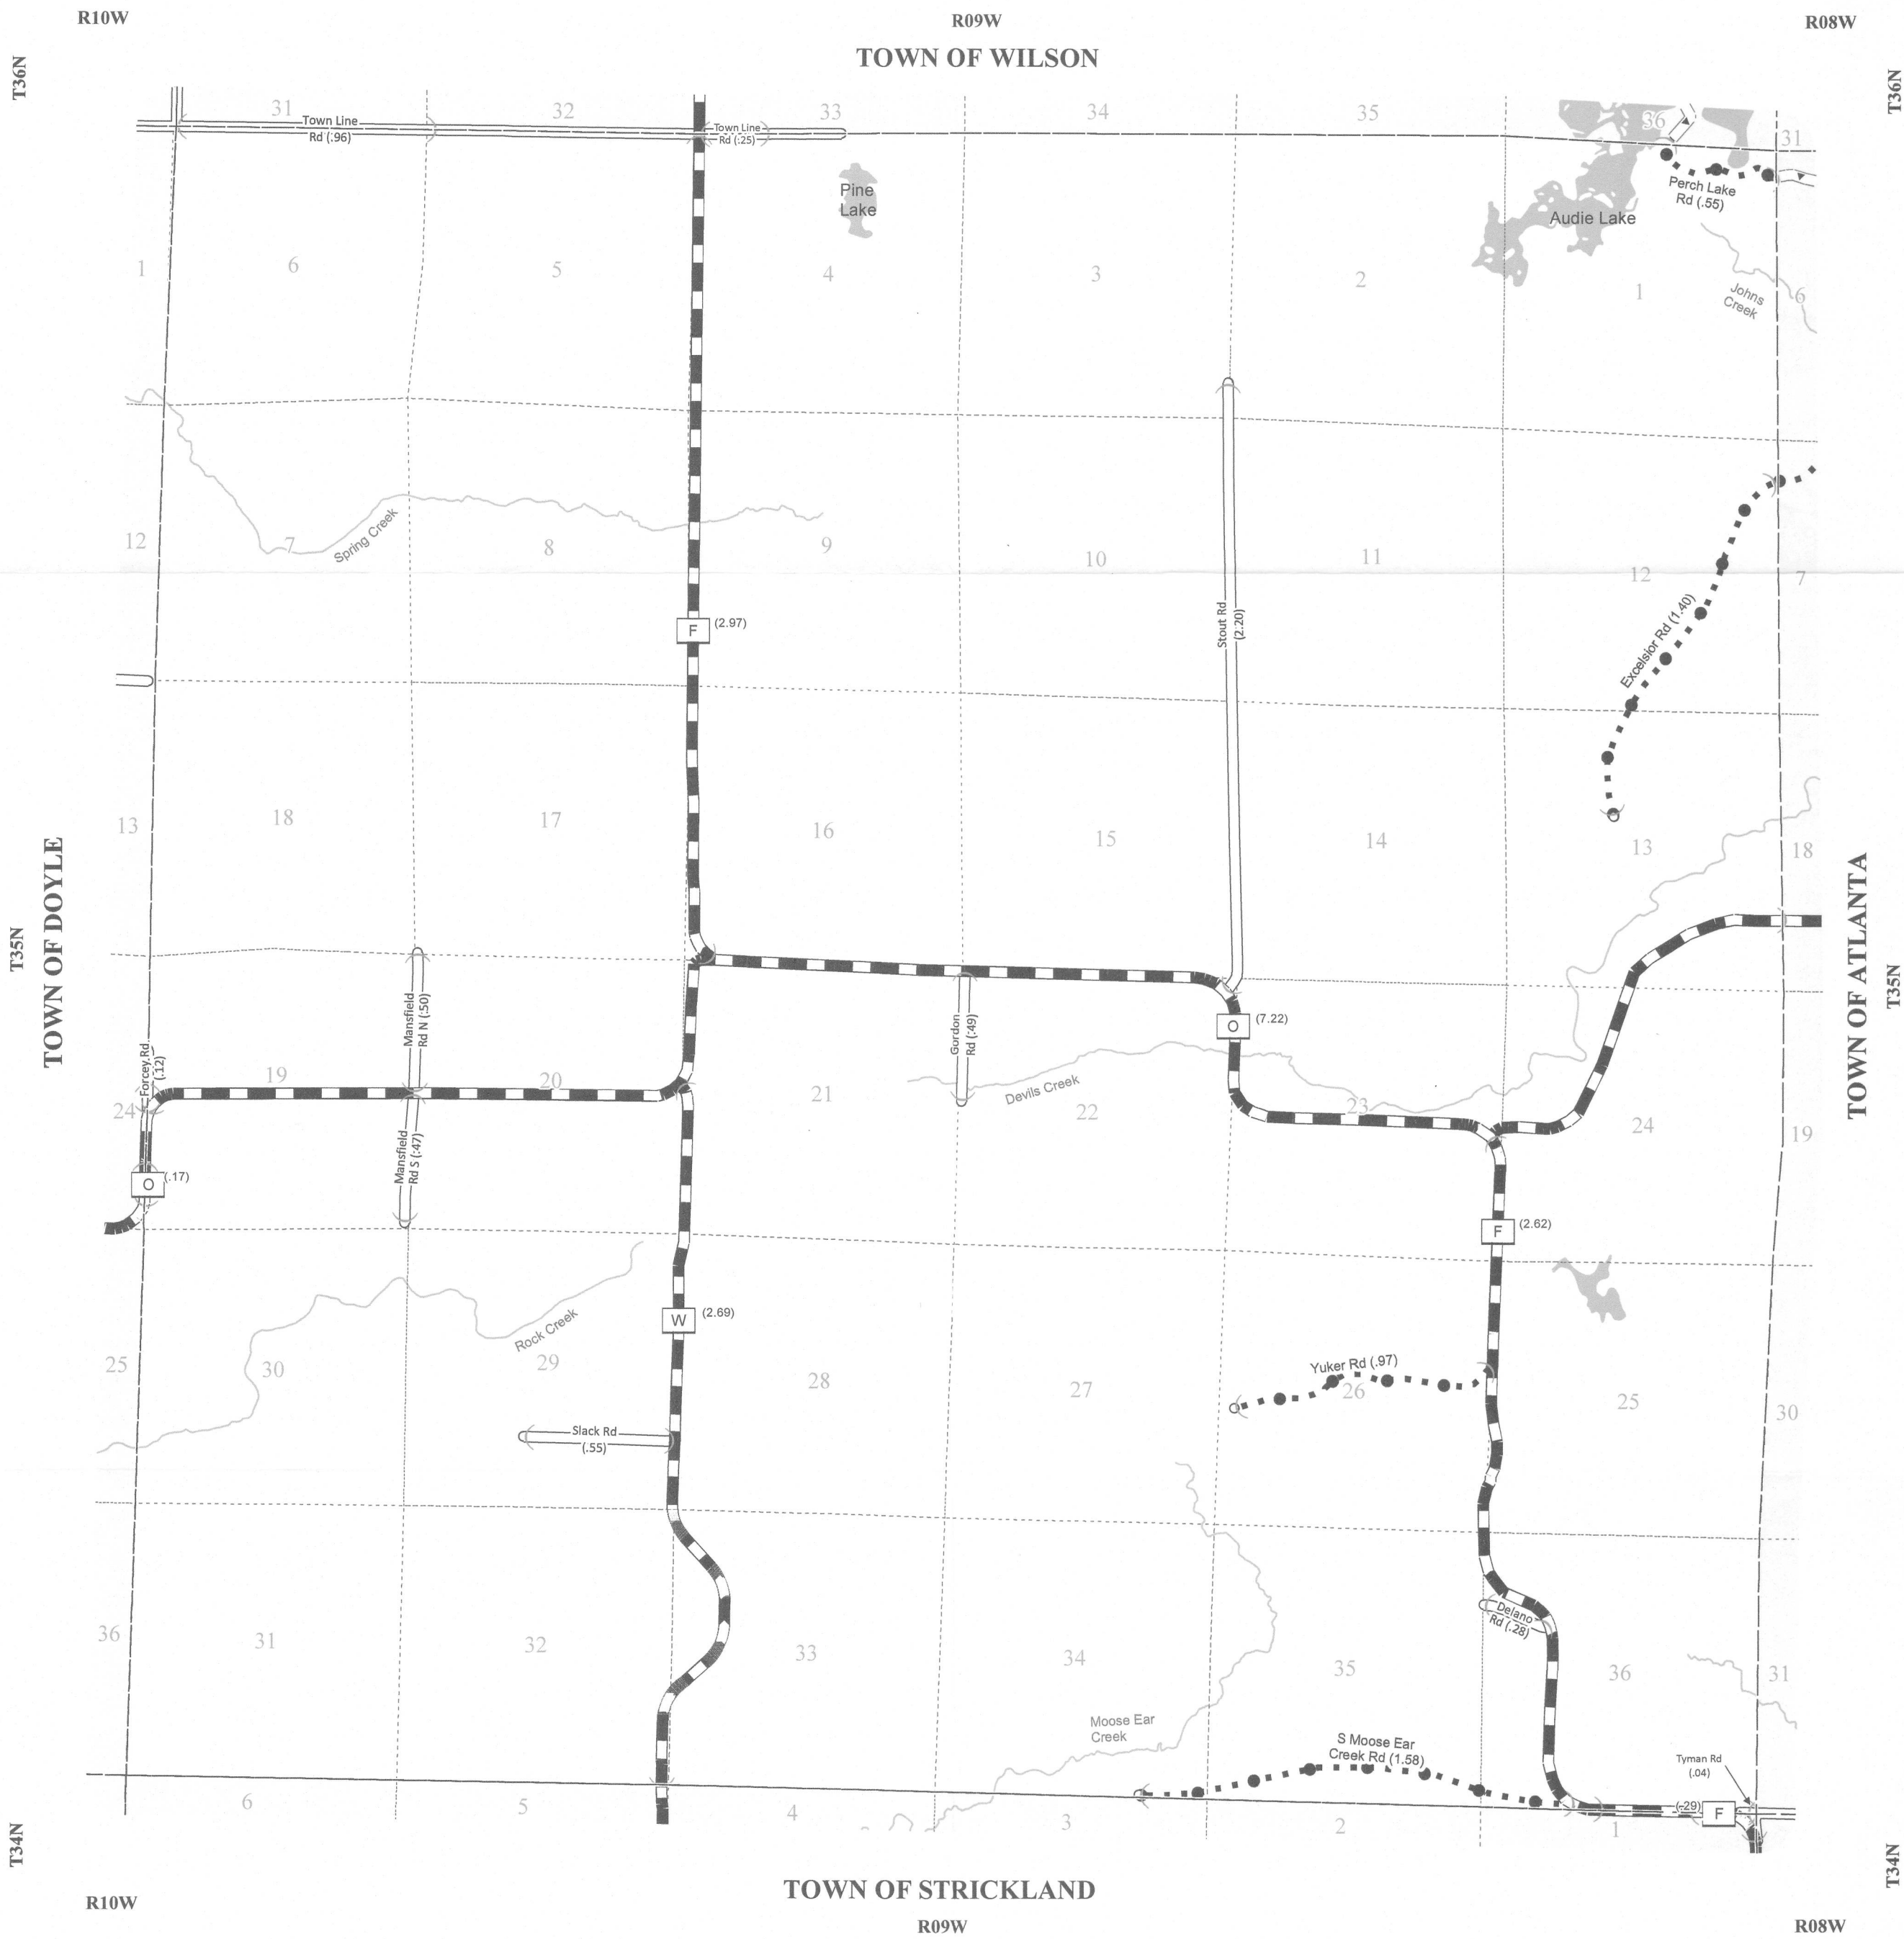 R10W
R09W
R08W
TOWN OF WILSON
T36N
T36N
31
32
33
34
35
36
31
Town Line
Rd (.96)
Town Line
Rd (.25)
Pine
Lake
Audie Lake
Perch Lake
Rd (.55)
Johns
Creek
1
6
5
4
3
2
1
6
Spring Creek
12
7
8
9
10
11
12
7
F
(2.97)
Stout Rd
(2.20)
Excelsior Rd (1.40)
13
18
17
16
15
14
13
18
TOWN OF DOYLE
T35N
TOWN OF ATLANTA
T35N
Mansfield
Rd N (.50)
Gordon
Rd (.49)
O
(7.22)
Forcey Rd
(.12)
Devils Creek
24
19
20
21
22
23
24
19
Mansfield
Rd S (.47)
O
(.17)
F
(2.62)
W
(2.69)
Rock Creek
25
30
29
28
27
26
25
30
Yuker Rd (.97)
Slack Rd
(.55)
Delano
Rd (.28)
36
31
32
33
34
35
36
31
Moose Ear
Creek
S Moose Ear
Creek Rd (1.58)
Tyman Rd
(.04)
(.29)
F
6
5
4
3
2
1
T34N
T34N
TOWN OF STRICKLAND
R10W
R09W
R08W